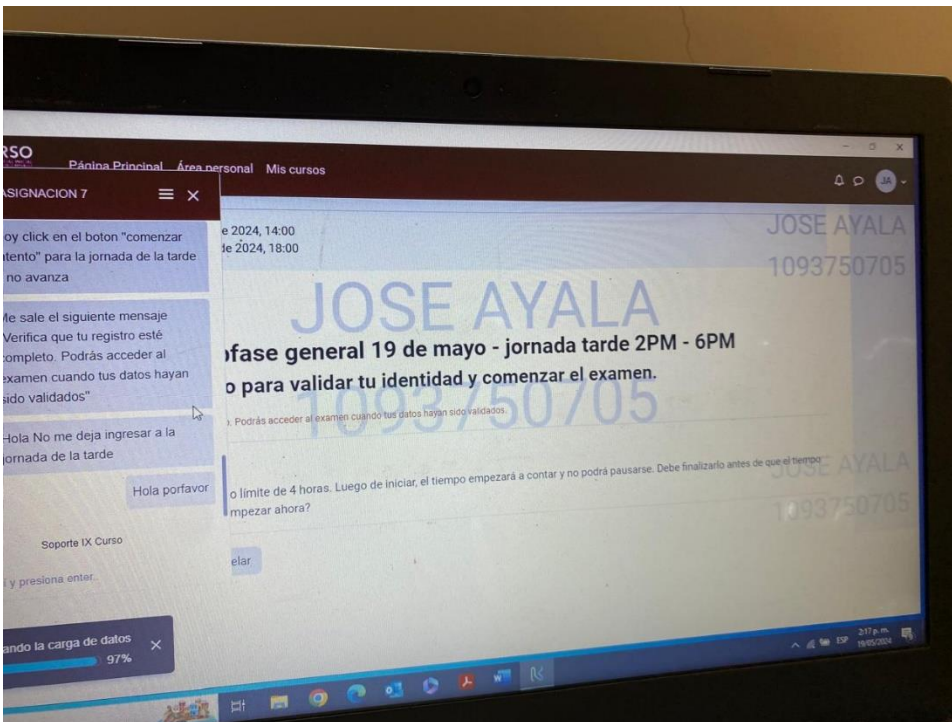 RSO
Página Principal Área personal Mis cursos
JA
ASIGNACION 7
oy click en el boton "comenzar
ntento" para la jornada de la tarde
no avanza
Me sale el siguiente mensaje
Verifica que tu registro esté
completo. Podrás acceder al
examen cuando tus datos hayan
sido validados"
Hola No me deja ingresar a la
jornada de la tarde
Hola porfavor
Soporte IX Curso
í y presiona enter..
ando la carga de datos
97%
e 2024, 14:00
de 2024, 18:00
JOSE AYALA
1093750705
JOSE AYALA
1093750705
ofase general 19 de mayo - jornada tarde 2PM - 6PM
o para validar tu identidad y comenzar el examen.
. Podrás acceder al examen cuando tus datos hayan sido validados.
o límite de 4 horas. Luego de iniciar, el tiempo empezará a contar y no podrá pausarse. Debe finalizarlo antes de que el tiempo
mpezar ahora?
JOSE AYALA
1093750705
elar
ESP
2:17 p. m.
19/05/2024